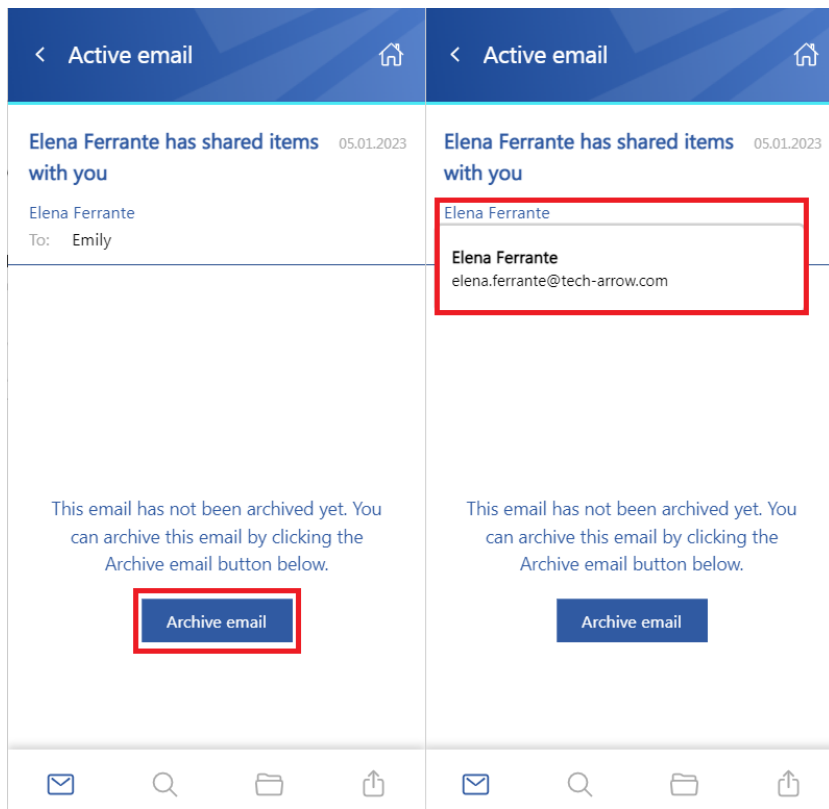 Active email
Elena Ferrante has shared items 05.01.2023
with you
Elena Ferrante
To: Emily
This email has not been archived yet. You
can archive this email by clicking the
Archive email button below.
Archive email
Active email
Elena Ferrante has shared items 05.01.2023
with you
Elena Ferrante
Elena Ferrante
elena.ferrante@tech-arrow.com
This email has not been archived yet. You
can archive this email by clicking the
Archive email button below.
Archive email